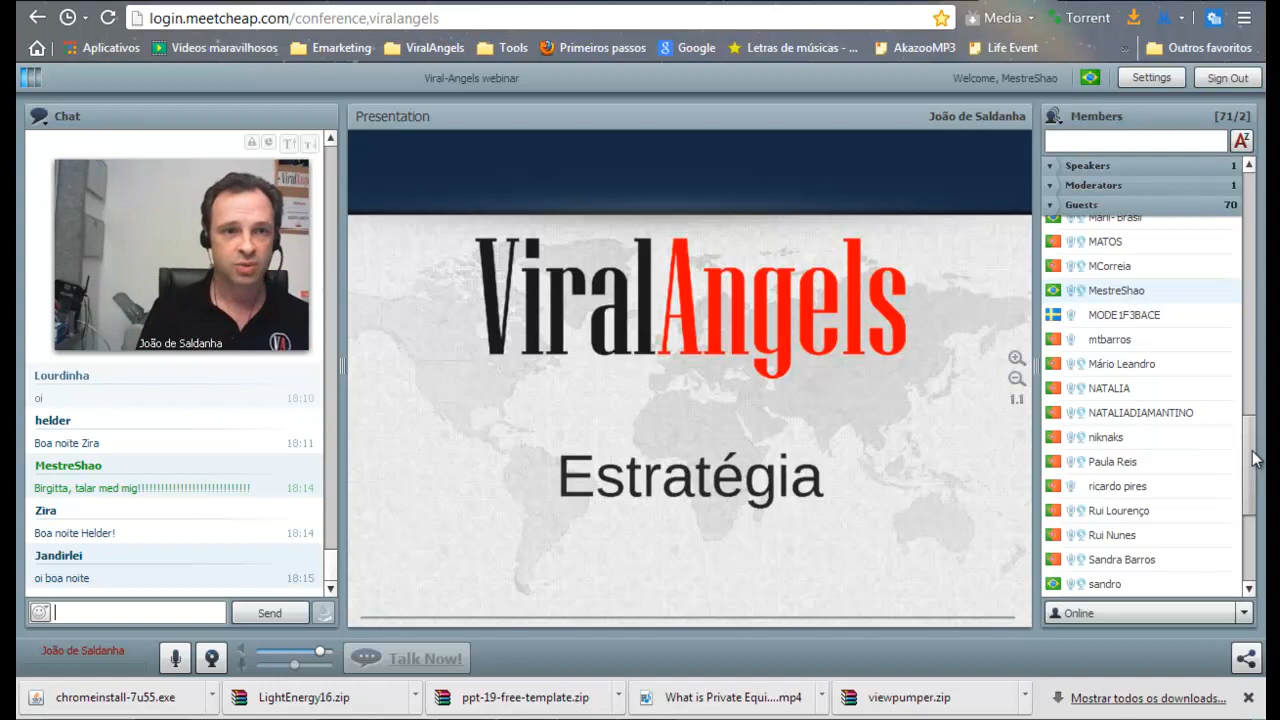 login.meetcheap.com/conference,viralangels
Media
Torrent
Aplicativos
Vídeos maravilhosos
Emarketing
ViralAngels
Tools
Primeiros passos
Google
Letras de músicas - ...
AkazooMP3
Life Event
»
Outros favoritos
Viral-Angels webinar
Welcome, MestreShao
Settings
Sign Out
Chat
João de Saldanha
Lourdinha
oi 18:10
helder
Boa noite Zira 18:11
MestreShao
Birgitta, talar med mig!!!!!!!!!!!!!!!!!!!!!!!!!!!! 18:14
Zira
Boa noite Helder! 18:14
Jandirlei
oi boa noite 18:15
Send
Presentation
João de Saldanha
ViralAngels
Estratégia
1.1
Members [71/2]
Speakers 1
Moderators 1
Guests 70
Marli- Brasil
MATOS
MCorreia
MestreShao
MODE1F3BACE
mtbarros
Mário Leandro
NATALIA
NATALIADIAMANTINO
niknaks
Paula Reis
ricardo pires
Rui Lourenço
Rui Nunes
Sandra Barros
sandro
Online
João de Saldanha
Talk Now!
chromeinstall-7u55.exe
LightEnergy16.zip
ppt-19-free-template.zip
What is Private Equi....mp4
viewpumper.zip
Mostrar todos os downloads...